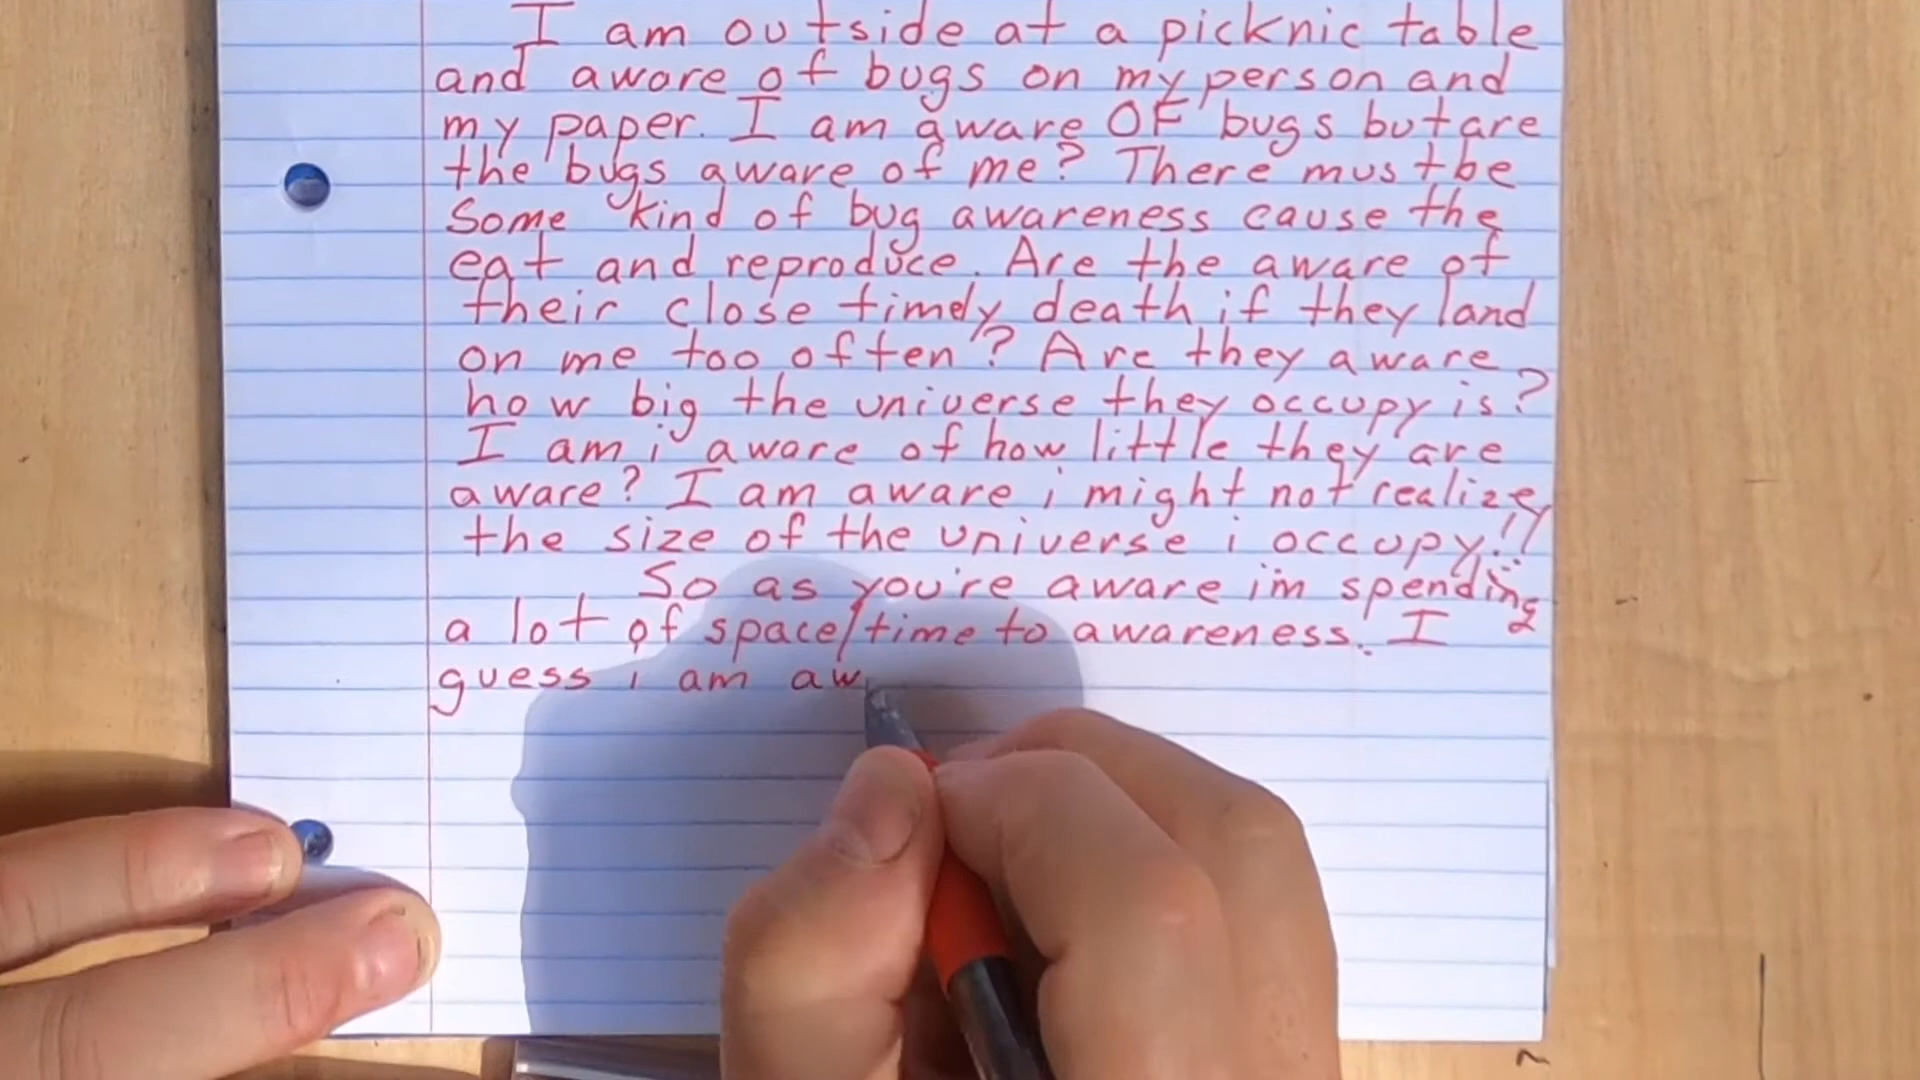 I am outside at a picknic table
and aware of bugs on my person and
my paper. I am aware OF bugs but are
the bugs aware of me? There must be
Some kind of bug awareness cause the
eat and reproduce. Are the aware of
their close timely death if they land
on me too often? Are they aware
how big the universe they occupy is?
I am i aware of how little they are
aware? I am aware i might not realize
the size of the universe i occupy!!
So as you're aware i'm spending
a lot of space/time to awareness. I
guess i am aw